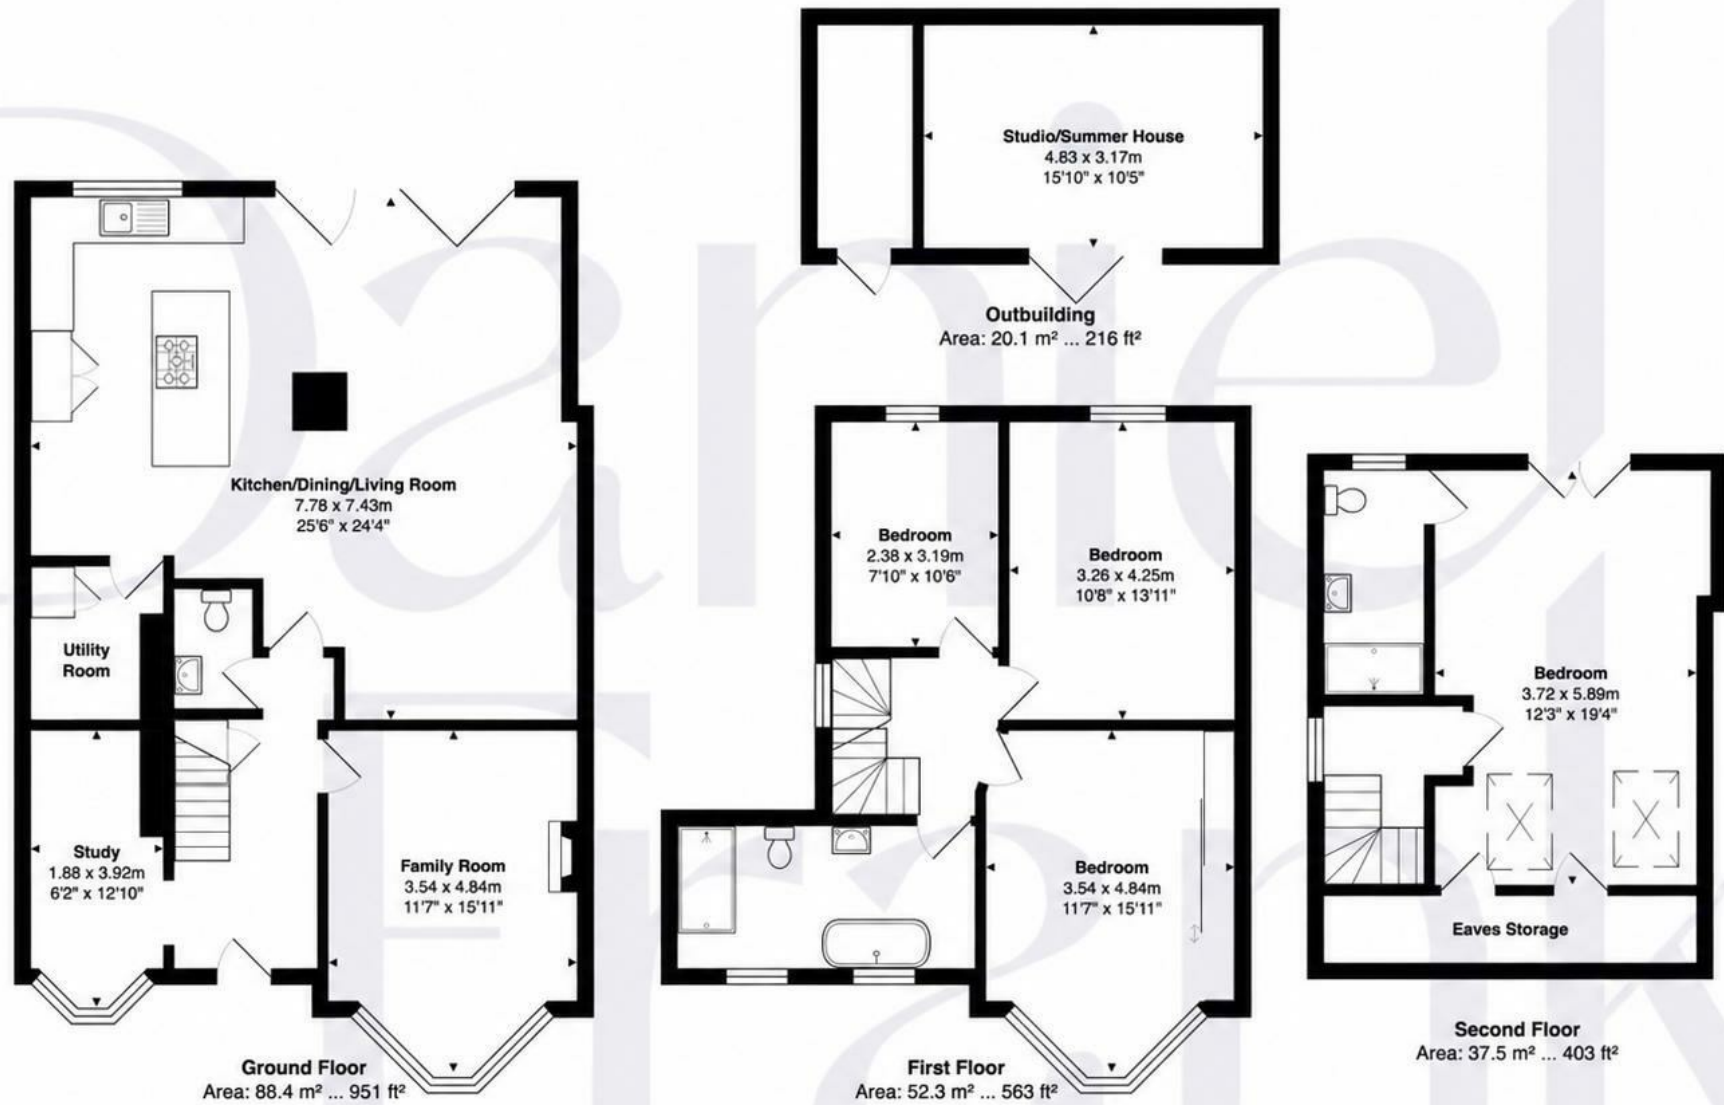 Studio/Summer House
4.83 x 3.17m
15'10" x 10'5"
Outbuilding
Area: 20.1 m² ... 216 ft²
Kitchen/Dining/Living Room
7.78 x 7.43m
25'6" x 24'4"
Utility
Room
Study
1.88 x 3.92m
6'2" x 12'10"
Family Room
3.54 x 4.84m
11'7" x 15'11"
Ground Floor
Area: 88.4 m² ... 951 ft²
Bedroom
2.38 x 3.19m
7'10" x 10'6"
Bedroom
3.26 x 4.25m
10'8" x 13'11"
Bedroom
3.54 x 4.84m
11'7" x 15'11"
First Floor
Area: 52.3 m² ... 563 ft²
Bedroom
3.72 x 5.89m
12'3" x 19'4"
Eaves Storage
Second Floor
Area: 37.5 m² ... 403 ft²
Daniel
Frank